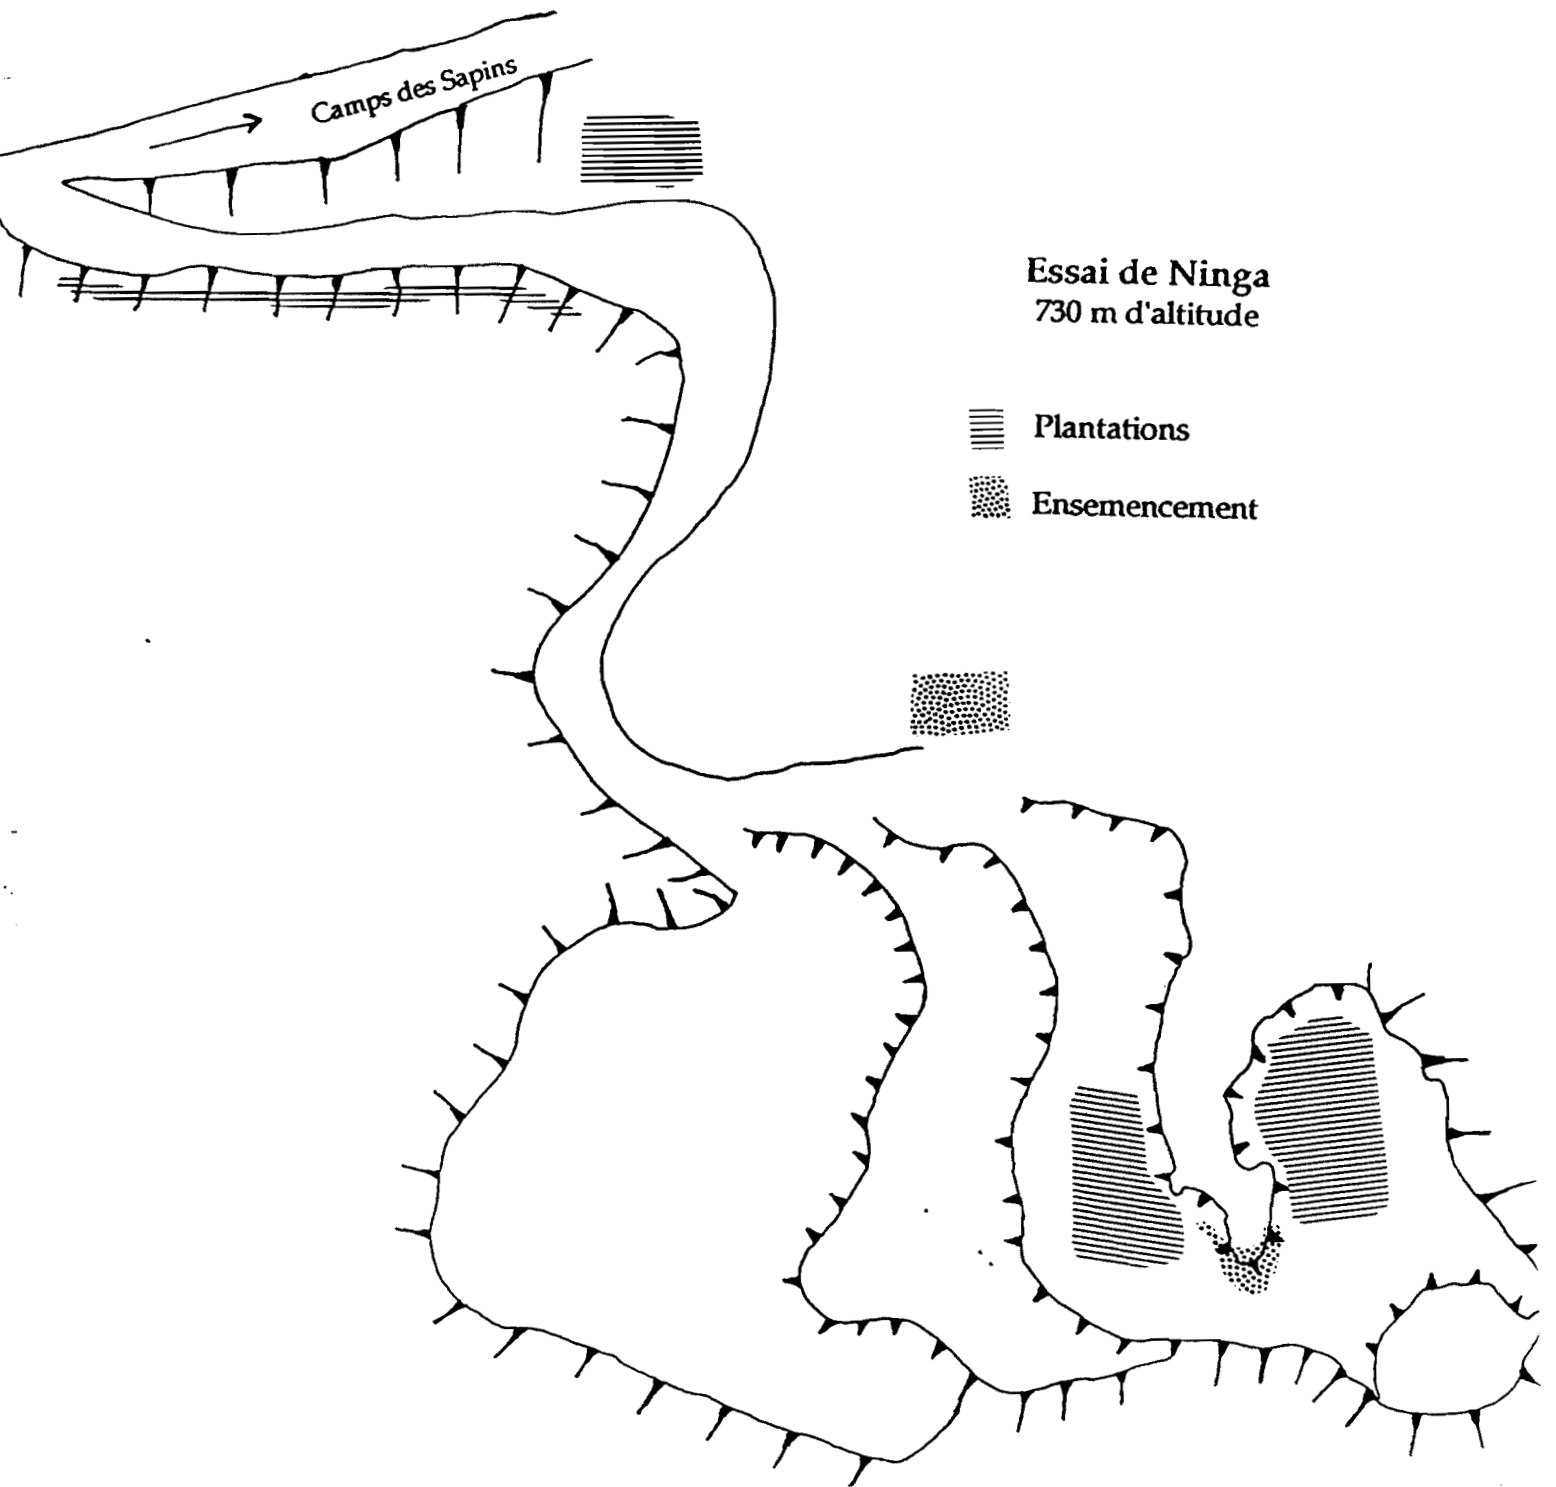 Camps des Sapins
Essai de Ninga
730 m d'altitude
Plantations
Ensemencement